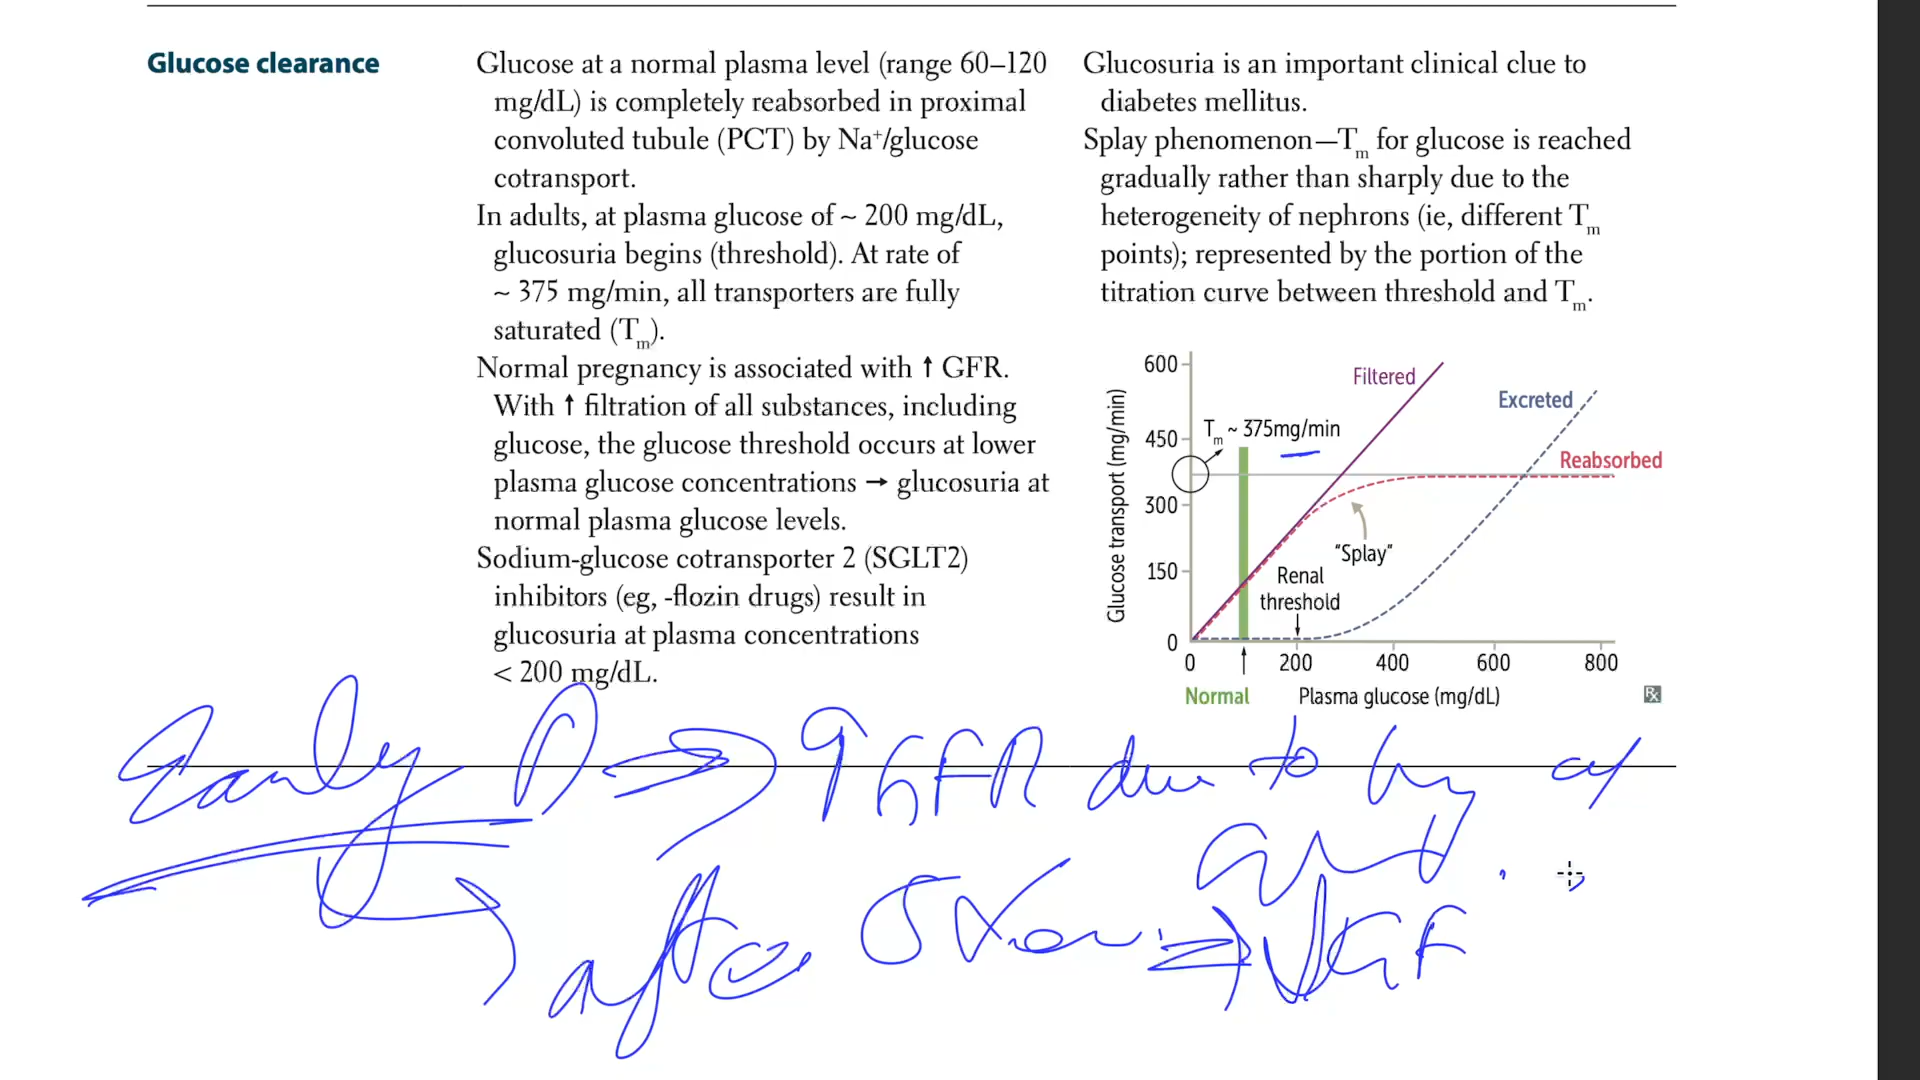 Glucose clearance
Glucose at a normal plasma level (range 60–120
mg/dL) is completely reabsorbed in proximal
convoluted tubule (PCT) by Na⁺/glucose
cotransport.
In adults, at plasma glucose of ~ 200 mg/dL,
glucosuria begins (threshold). At rate of
~ 375 mg/min, all transporters are fully
saturated (Tm).
Normal pregnancy is associated with ↑ GFR.
With ↑ filtration of all substances, including
glucose, the glucose threshold occurs at lower
plasma glucose concentrations → glucosuria at
normal plasma glucose levels.
Sodium-glucose cotransporter 2 (SGLT2)
inhibitors (eg, -flozin drugs) result in
glucosuria at plasma concentrations
< 200 mg/dL.
Glucosuria is an important clinical clue to
diabetes mellitus.
Splay phenomenon—Tm for glucose is reached
gradually rather than sharply due to the
heterogeneity of nephrons (ie, different Tm
points); represented by the portion of the
titration curve between threshold and Tm.
Glucose transport (mg/min)
600
450
300
150
0
Tm ~ 375mg/min
Filtered
Excreted
Reabsorbed
"Splay"
Renal
threshold
0
200
400
600
800
Normal
Plasma glucose (mg/dL)
Rx
Early D → ↑ GFR due to
after 5 → ↓ GF